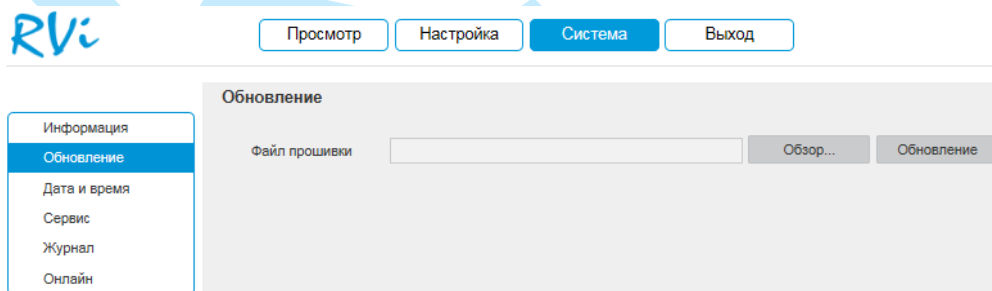 RVi
Просмотр Настройка Система Выход
Обновление
Информация
Обновление
Дата и время
Сервис
Журнал
Онлайн
Файл прошивки Обзор... Обновление